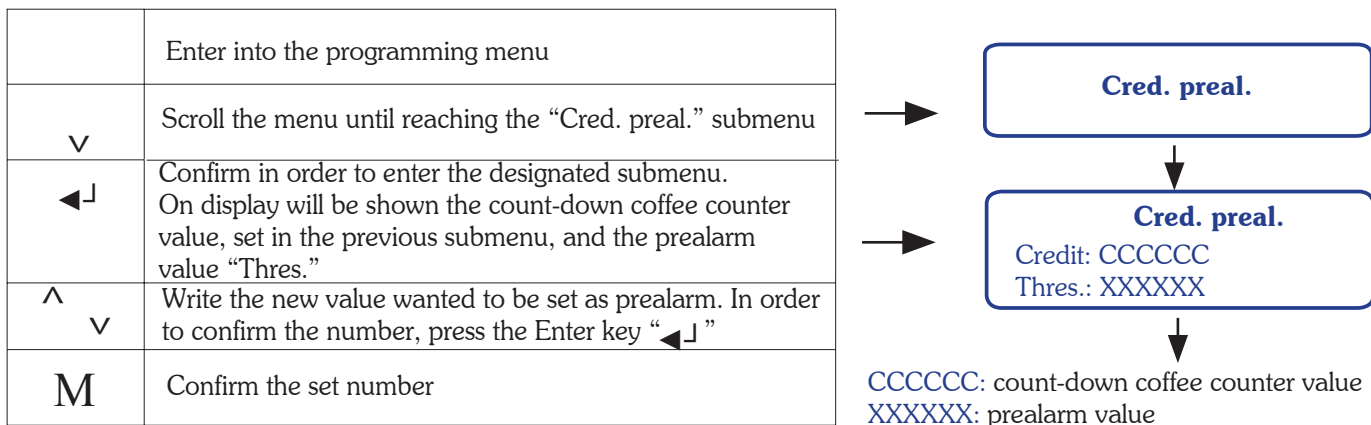 Enter into the programming menu
v
Scroll the menu until reaching the “Cred. preal.” submenu
◄┘
Confirm in order to enter the designated submenu.
On display will be shown the count-down coffee counter
value, set in the previous submenu, and the prealarm
value “Thres.”
^ v
Write the new value wanted to be set as prealarm. In order
to confirm the number, press the Enter key “◄┘”
M
Confirm the set number
Cred. preal.
Cred. preal.
Credit: CCCCCC
Thres.: XXXXXX
CCCCCC: count-down coffee counter value
XXXXXX: prealarm value